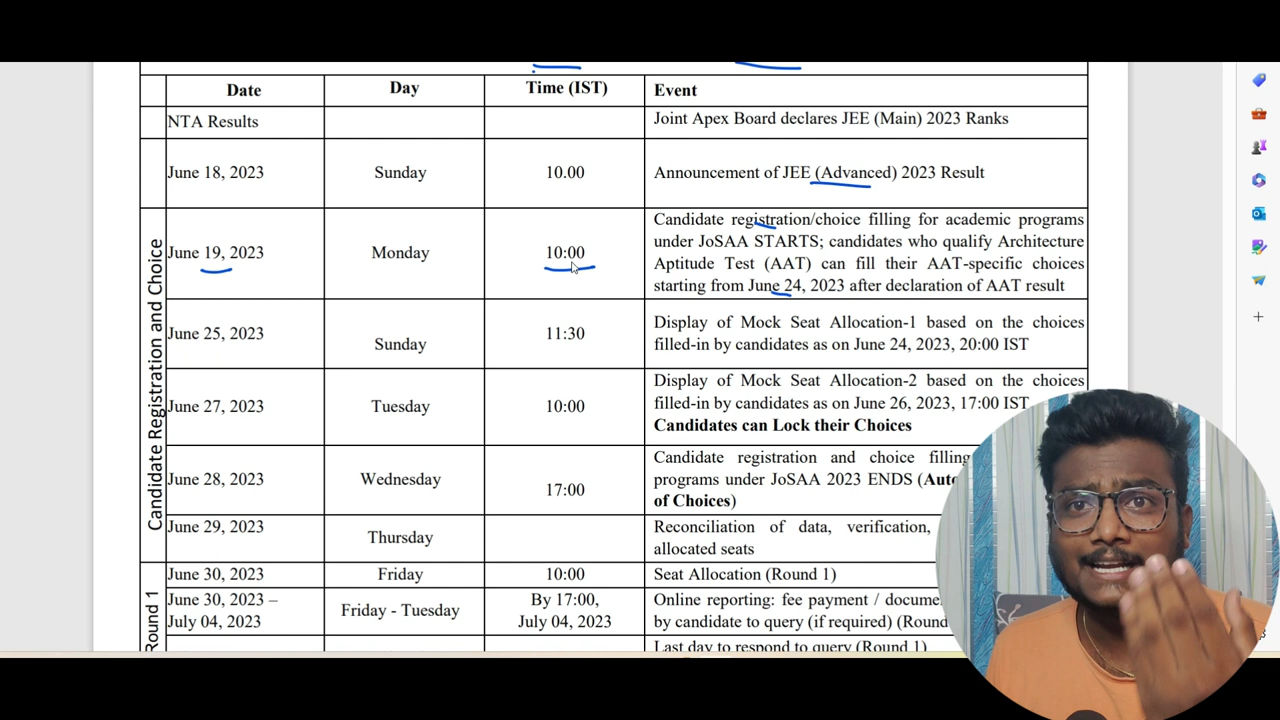 Date Day Time (IST) Event
NTA Results Joint Apex Board declares JEE (Main) 2023 Ranks
June 18, 2023 Sunday 10.00 Announcement of JEE (Advanced) 2023 Result
Candidate Registration and Choice
Candidate registration/choice filling for academic programs
under JoSAA STARTS; candidates who qualify Architecture
June 19, 2023 Monday 10:00
Aptitude Test (AAT) can fill their AAT-specific choices
starting from June 24, 2023 after declaration of AAT result
June 25, 2023 Sunday 11:30
Display of Mock Seat Allocation-1 based on the choices
filled-in by candidates as on June 24, 2023, 20:00 IST
June 27, 2023 Tuesday 10:00
Display of Mock Seat Allocation-2 based on the choices
filled-in by candidates as on June 26, 2023, 17:00 IST
Candidates can Lock their Choices
June 28, 2023 Wednesday 17:00
Candidate registration and choice filling
programs under JoSAA 2023 ENDS (
of Choices)
June 29, 2023 Thursday
Reconciliation of data, verification,
allocated seats
Round 1
June 30, 2023 Friday 10:00 Seat Allocation (Round 1)
June 30, 2023 –
July 04, 2023
Friday - Tuesday
By 17:00,
July 04, 2023
Online reporting: fee payment /
by candidate to query (if required)
Last day to respond to query (Round 1)